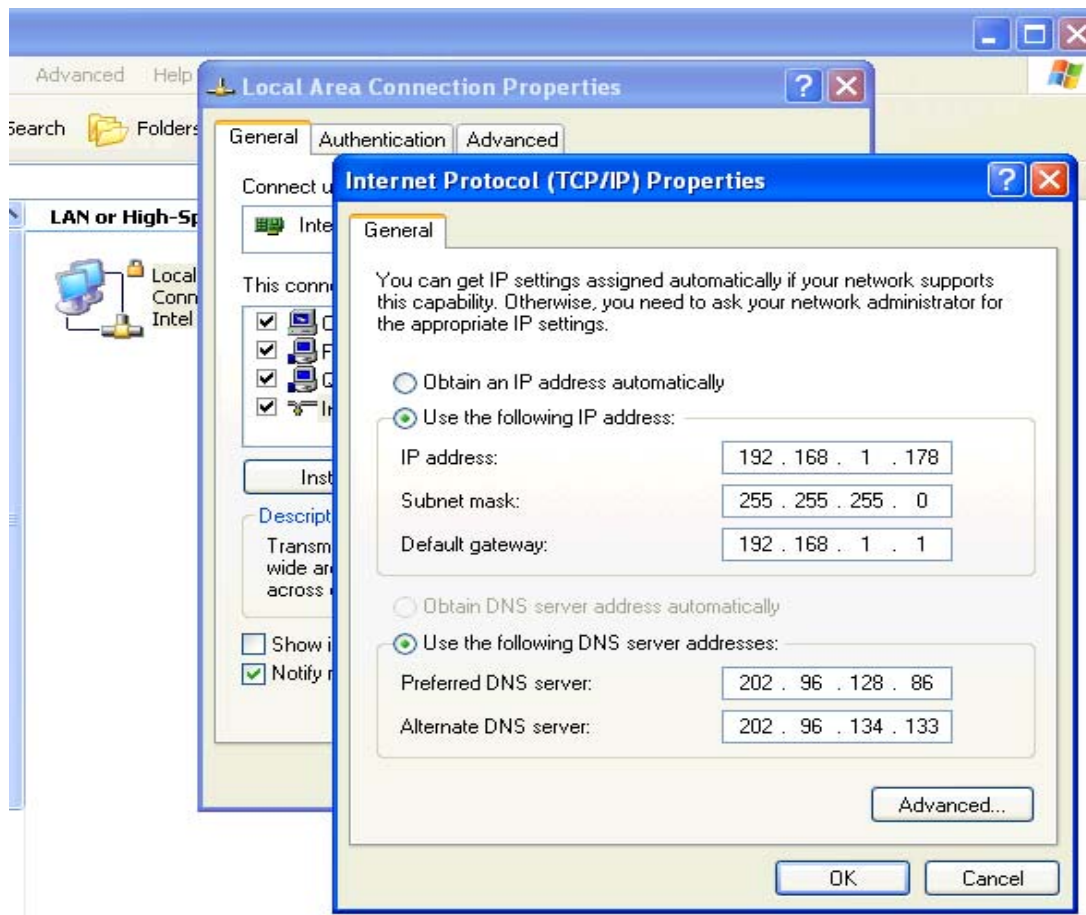 Advanced Help
Search Folders
LAN or High-Sp
Local
Conn
Intel
Local Area Connection Properties
General Authentication Advanced
Connect u
Inte
This conn
Inst
Descript
Transm
wide ar
across
Show i
Notify
Internet Protocol (TCP/IP) Properties
General
You can get IP settings assigned automatically if your network supports
this capability. Otherwise, you need to ask your network administrator for
the appropriate IP settings.
Obtain an IP address automatically
Use the following IP address:
IP address: 192 . 168 . 1 . 178
Subnet mask: 255 . 255 . 255 . 0
Default gateway: 192 . 168 . 1 . 1
Obtain DNS server address automatically
Use the following DNS server addresses:
Preferred DNS server: 202 . 96 . 128 . 86
Alternate DNS server: 202 . 96 . 134 . 133
Advanced...
OK Cancel